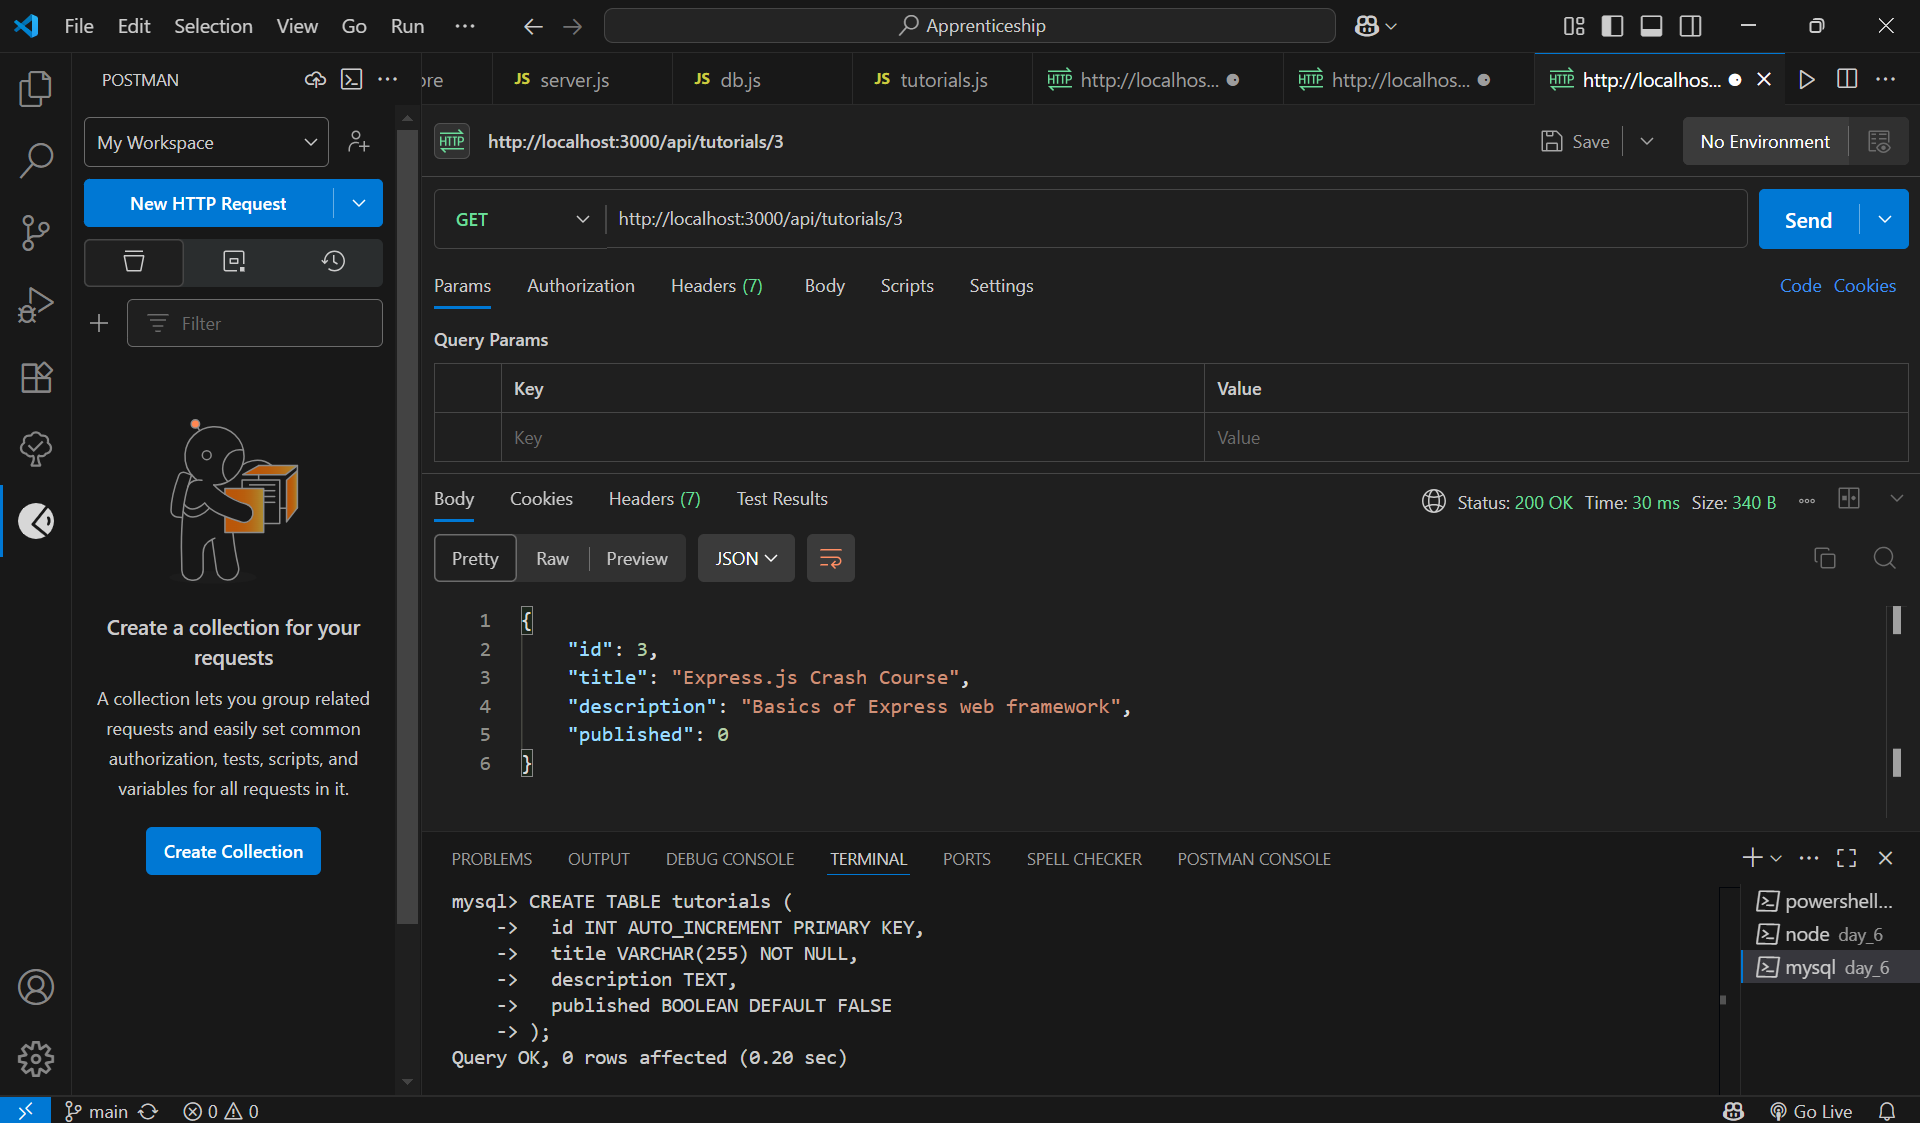 File Edit Selection View Go Run ···
Apprenticeship
POSTMAN
re
JS server.js
JS db.js
JS tutorials.js
HTTP http://localhos...
HTTP http://localhos...
HTTP http://localhos...
My Workspace
New HTTP Request
Filter
Create a collection for your
requests
A collection lets you group related
requests and easily set common
authorization, tests, scripts, and
variables for all requests in it.
Create Collection
HTTP http://localhost:3000/api/tutorials/3
Save
No Environment
GET http://localhost:3000/api/tutorials/3
Send
Params Authorization Headers (7) Body Scripts Settings
Code Cookies
Query Params
Key Value
Key Value
Body Cookies Headers (7) Test Results
Status: 200 OK Time: 30 ms Size: 340 B
Pretty Raw Preview JSON
1 {
2 "id": 3,
3 "title": "Express.js Crash Course",
4 "description": "Basics of Express web framework",
5 "published": 0
6 }
PROBLEMS OUTPUT DEBUG CONSOLE TERMINAL PORTS SPELL CHECKER POSTMAN CONSOLE
mysql> CREATE TABLE tutorials (
-> id INT AUTO_INCREMENT PRIMARY KEY,
-> title VARCHAR(255) NOT NULL,
-> description TEXT,
-> published BOOLEAN DEFAULT FALSE
-> );
Query OK, 0 rows affected (0.20 sec)
powershell...
node day_6
mysql day_6
main 0 0
Go Live